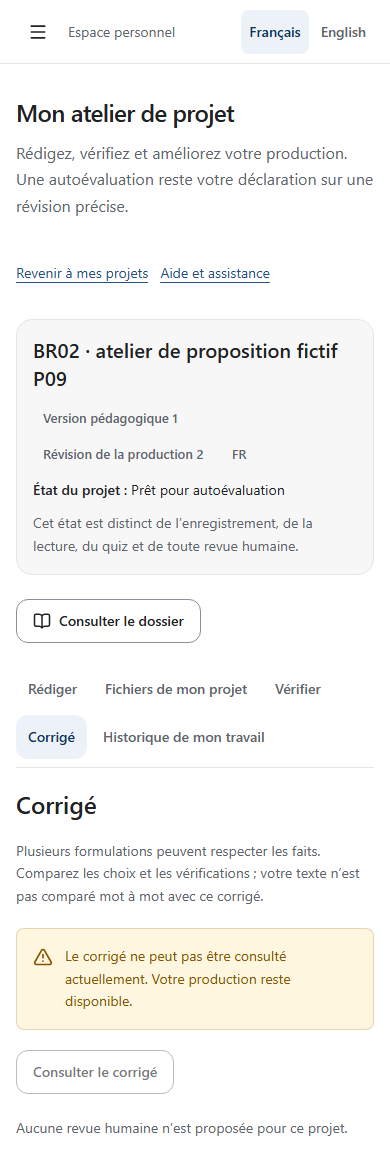 Espace personnel
Français
English
Mon atelier de projet
Rédigez, vérifiez et améliorez votre production.
Une autoévaluation reste votre déclaration sur une
révision précise.
Revenir à mes projets
Aide et assistance
BR02 · atelier de proposition fictif
P09
Version pédagogique 1
Révision de la production 2
FR
État du projet : Prêt pour autoévaluation
Cet état est distinct de l’enregistrement, de la
lecture, du quiz et de toute revue humaine.
Consulter le dossier
Rédiger
Fichiers de mon projet
Vérifier
Corrigé
Historique de mon travail
Corrigé
Plusieurs formulations peuvent respecter les faits.
Comparez les choix et les vérifications ; votre texte n’est
pas comparé mot à mot avec ce corrigé.
Le corrigé ne peut pas être consulté
actuellement. Votre production reste
disponible.
Consulter le corrigé
Aucune revue humaine n’est proposée pour ce projet.